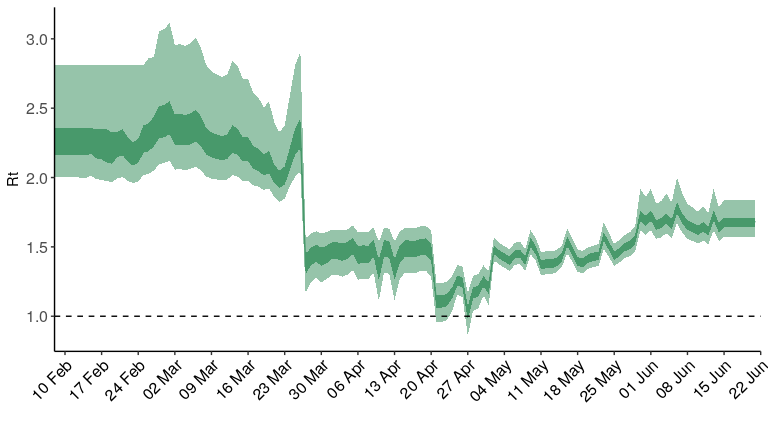 3.0
2.5
2.0
1.5
1.0
Rt
10 Feb
17 Feb
24 Feb
02 Mar
09 Mar
16 Mar
23 Mar
30 Mar
06 Apr
13 Apr
20 Apr
27 Apr
04 May
11 May
18 May
25 May
01 Jun
08 Jun
15 Jun
22 Jun